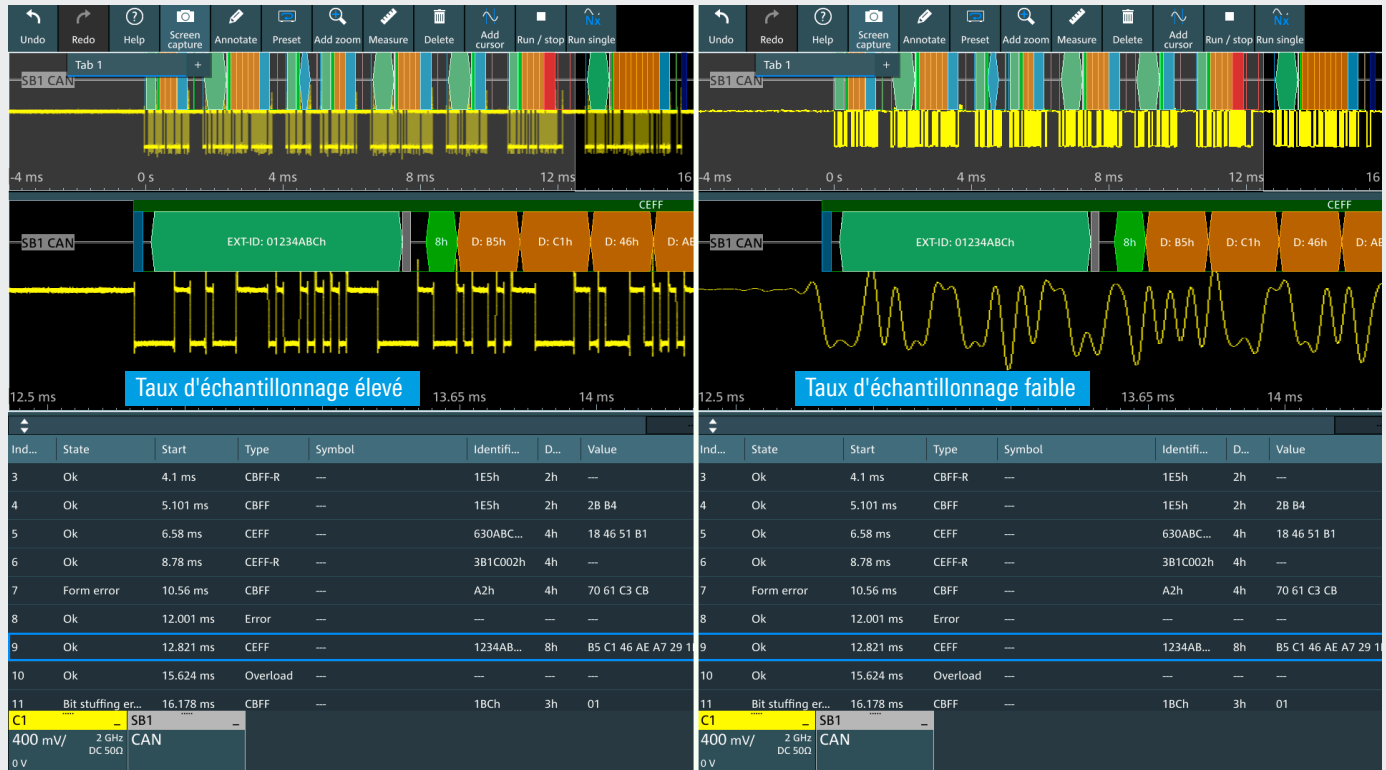 Undo Redo Help Screen capture Annotate Preset Add zoom Measure Delete Add cursor Run / stop Run single
Tab 1 +
SB1 CAN
-4 ms 0 s 4 ms 8 ms 12 ms 16
CEFF
SB1 CAN EXT-ID: 01234ABCh 8h D: B5h D: C1h D: 46h D: AE
Taux d'échantillonnage élevé
12.5 ms 13.65 ms 14 ms
Ind... State Start Type Symbol Identifi... D... Value
3 Ok 4.1 ms CBFF-R --- 1E5h 2h ---
4 Ok 5.101 ms CBFF --- 1E5h 2h 2B B4
5 Ok 6.58 ms CEFF --- 630ABC... 4h 18 46 51 B1
6 Ok 8.78 ms CEFF-R --- 3B1C002h 4h ---
7 Form error 10.56 ms CBFF --- A2h 4h 70 61 C3 CB
8 Ok 12.001 ms Error --- --- --- ---
9 Ok 12.821 ms CEFF --- 1234AB... 8h B5 C1 46 AE A7 29
10 Ok 15.624 ms Overload --- --- --- ---
11 Bit stuffing er... 16.178 ms CBFF --- 1BCh 3h 01
C1 SB1
400 mV/ 2 GHz CAN
DC 50Ω
0 V
Undo Redo Help Screen capture Annotate Preset Add zoom Measure Delete Add cursor Run / stop Run single
Tab 1 +
SB1 CAN
-4 ms 0 s 4 ms 8 ms 12 ms 16
CEFF
SB1 CAN EXT-ID: 01234ABCh 8h D: B5h D: C1h D: 46h D: AE
Taux d'échantillonnage faible
12.5 ms 13.65 ms 14 ms
Ind... State Start Type Symbol Identifi... D... Value
3 Ok 4.1 ms CBFF-R --- 1E5h 2h ---
4 Ok 5.101 ms CBFF --- 1E5h 2h 2B B4
5 Ok 6.58 ms CEFF --- 630ABC... 4h 18 46 51 B1
6 Ok 8.78 ms CEFF-R --- 3B1C002h 4h ---
7 Form error 10.56 ms CBFF --- A2h 4h 70 61 C3 CB
8 Ok 12.001 ms Error --- --- --- ---
9 Ok 12.821 ms CEFF --- 1234AB... 8h B5 C1 46 AE A7 29
10 Ok 15.624 ms Overload --- --- --- ---
11 Bit stuffing er... 16.178 ms CBFF --- 1BCh 3h 01
C1 SB1
400 mV/ 2 GHz CAN
DC 50Ω
0 V